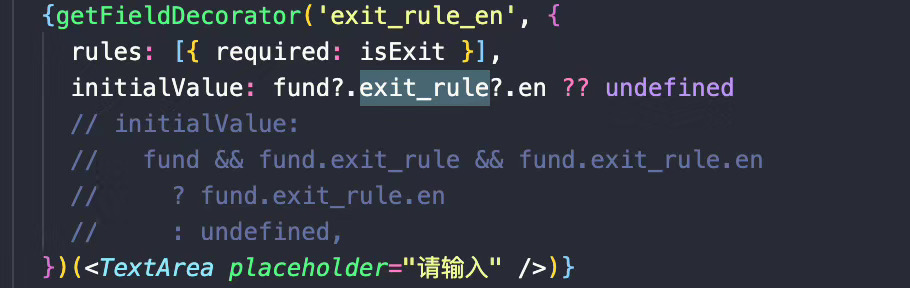 {getFieldDecorator('exit_rule_en', {
rules: [{ required: isExit }],
initialValue: fund?.exit_rule?.en ?? undefined
// initialValue:
//   fund && fund.exit_rule && fund.exit_rule.en
//     ? fund.exit_rule.en
//     : undefined,
})(<TextArea placeholder="请输入" />)}